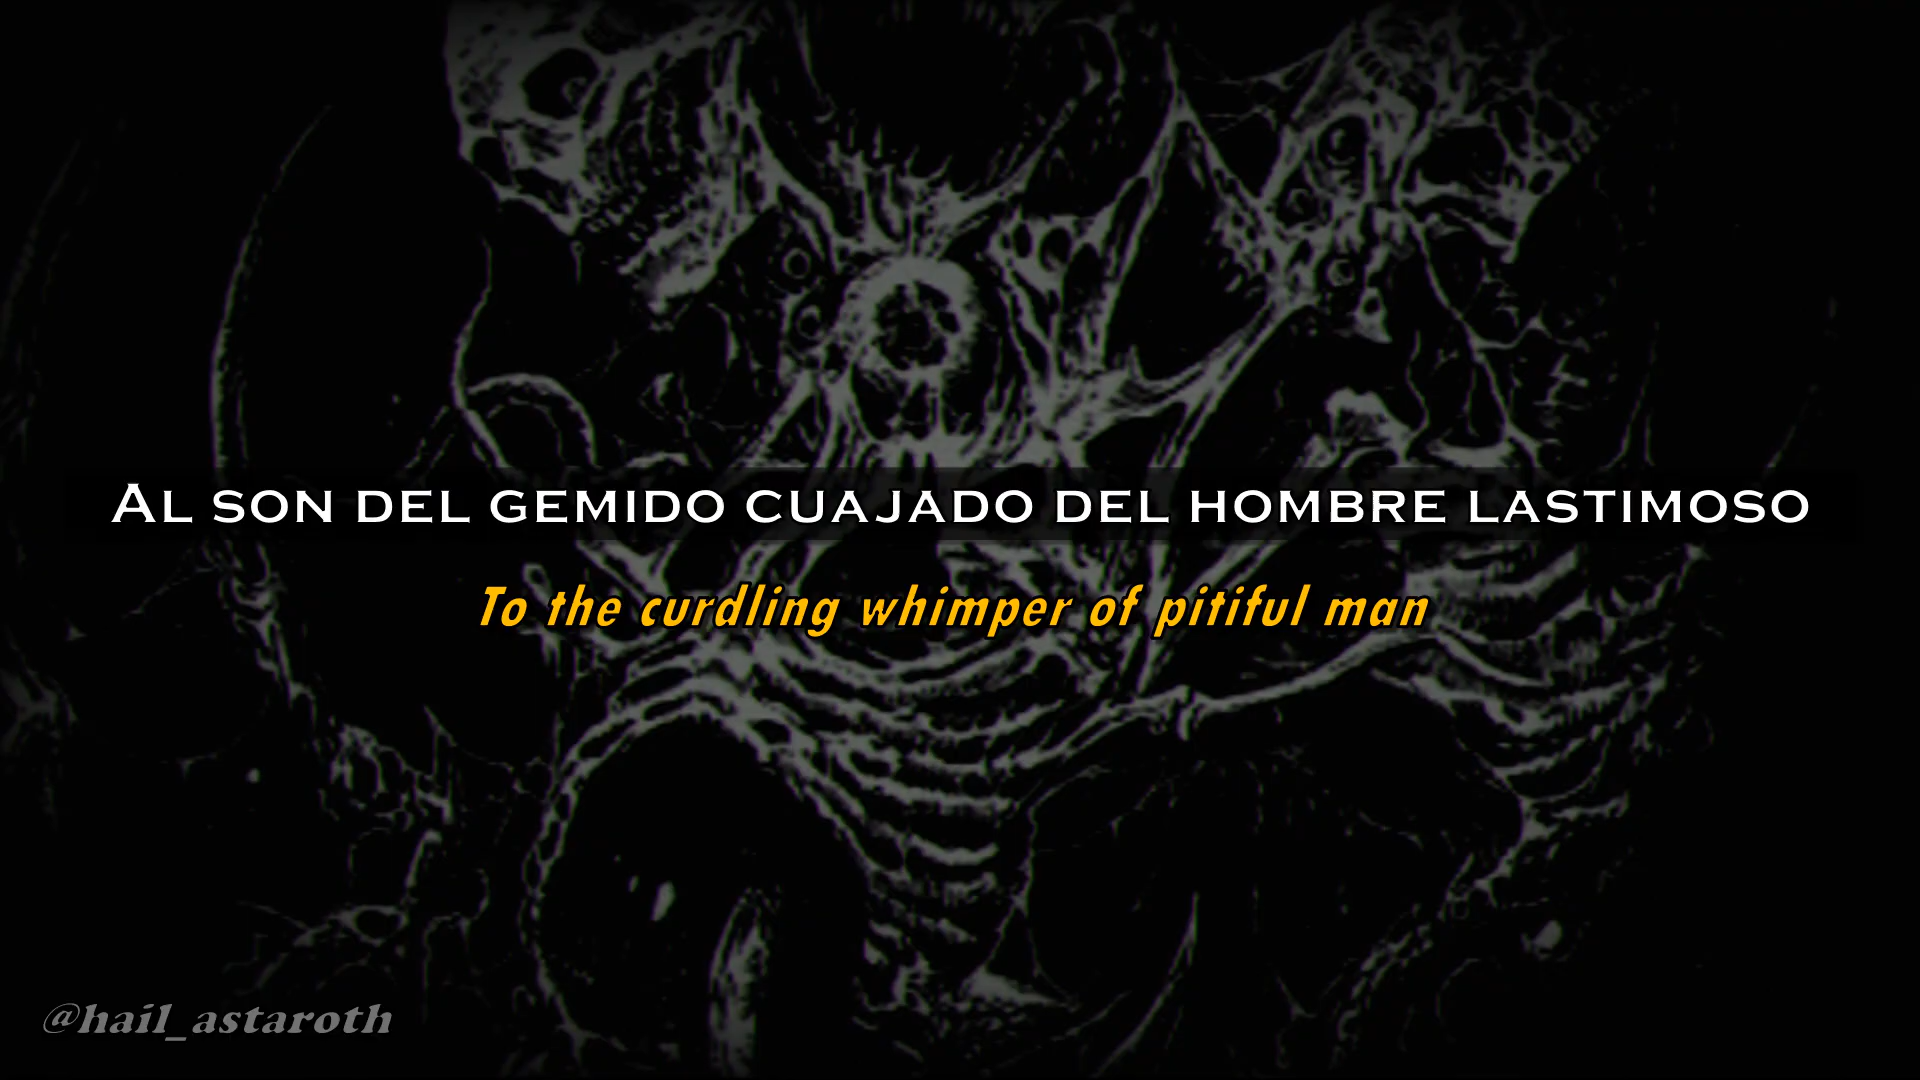 Al son del gemido cuajado del hombre lastimoso
To the curdling whimper of pitiful man
@hail_astaroth